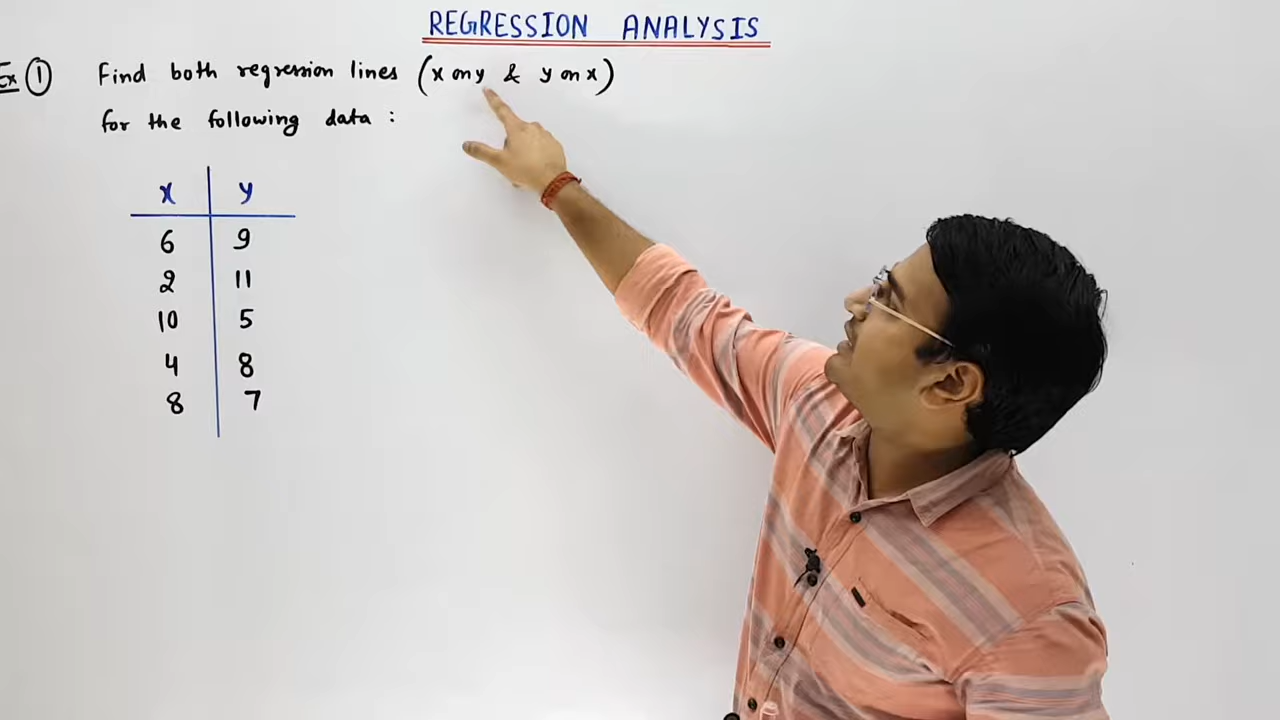 REGRESSION ANALYSIS
Ex ① Find both regression lines (x on y & y on x)
for the following data :
x y
6 9
2 11
10 5
4 8
8 7